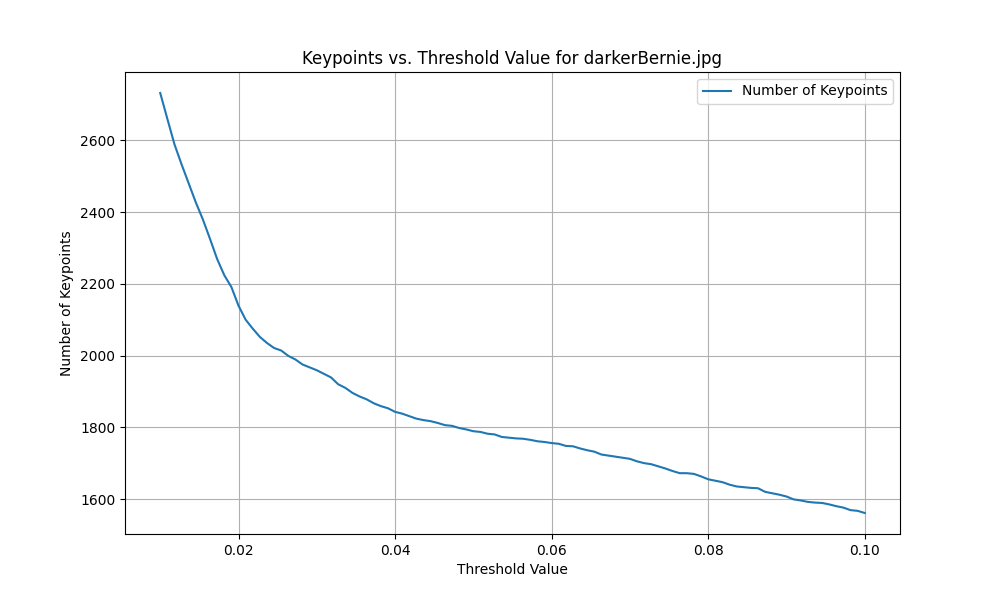 Keypoints vs. Threshold Value for darkerBernie.jpg
Number of Keypoints
Number of Keypoints
2600
2400
2200
2000
1800
1600
0.02
0.04
0.06
0.08
0.10
Threshold Value